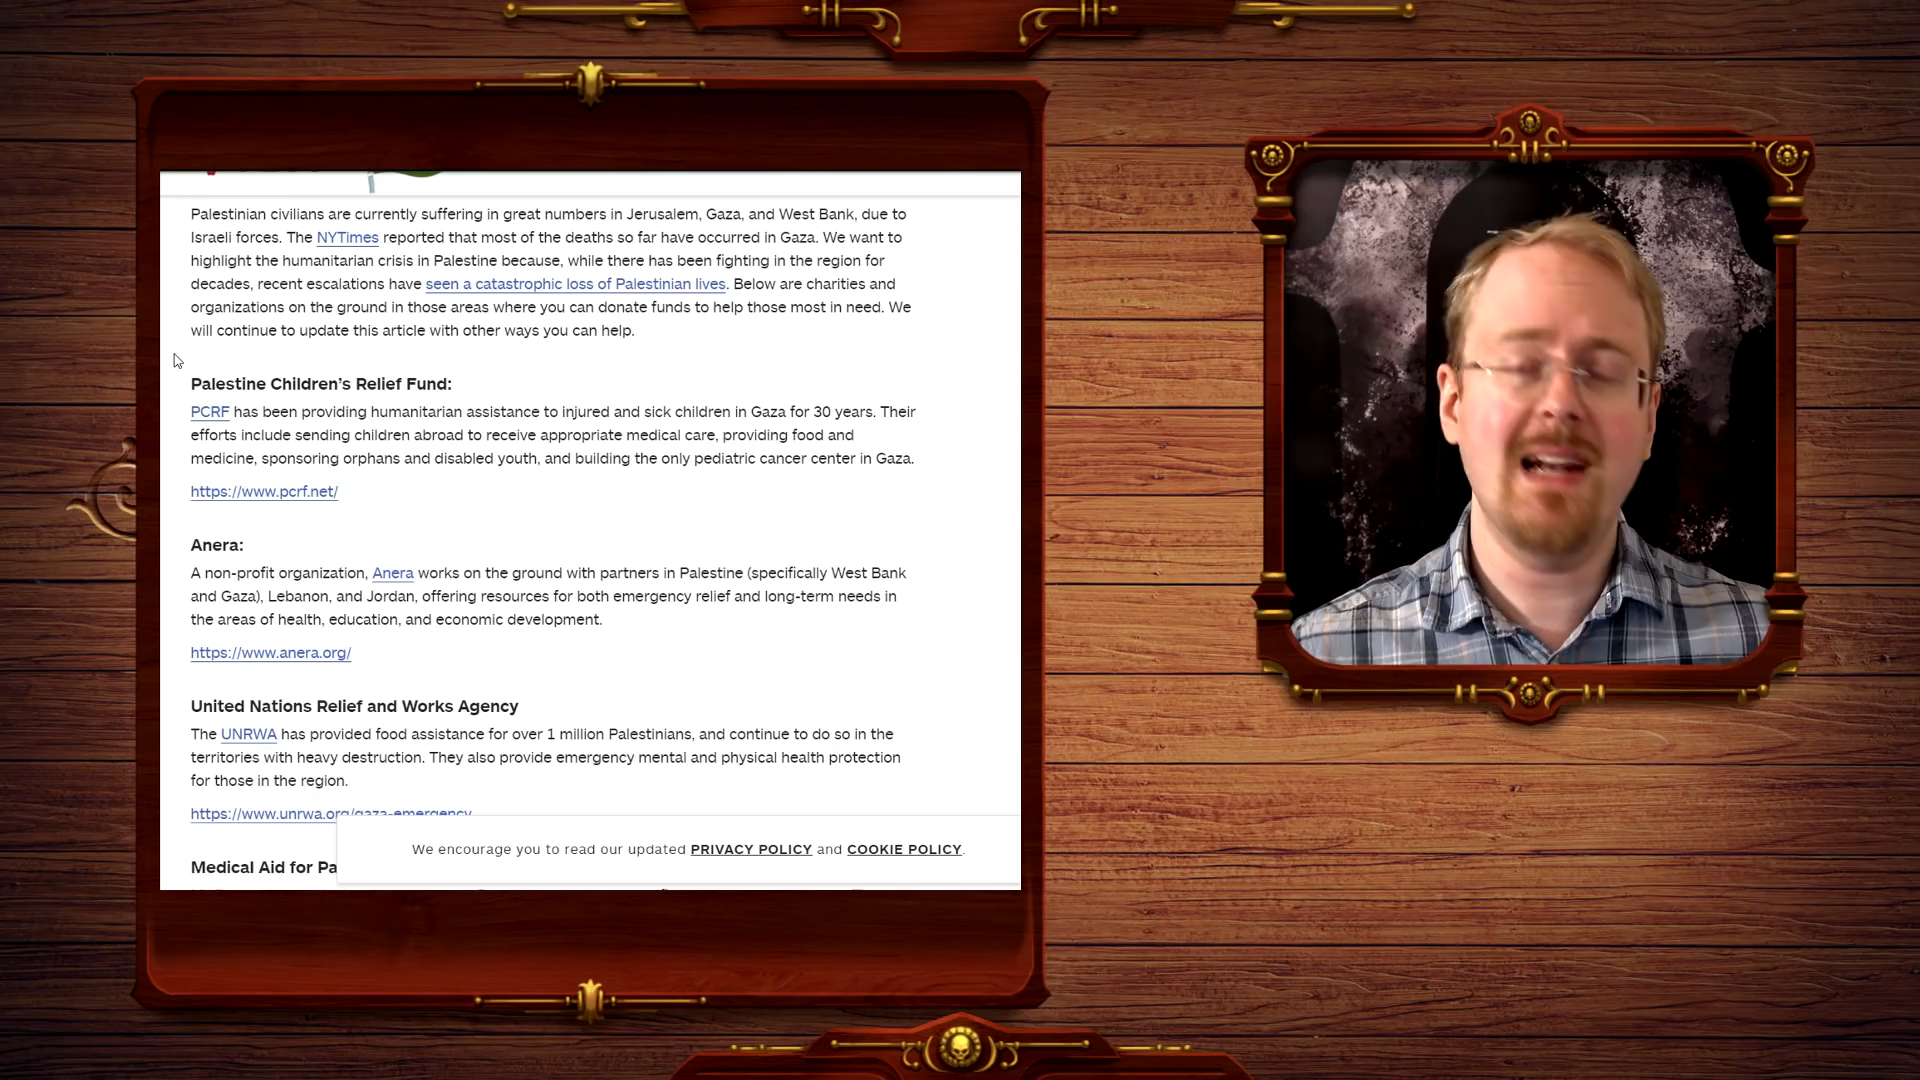 Palestinian civilians are currently suffering in great numbers in Jerusalem, Gaza, and West Bank, due to
Israeli forces. The NYTimes reported that most of the deaths so far have occurred in Gaza. We want to
highlight the humanitarian crisis in Palestine because, while there has been fighting in the region for
decades, recent escalations have seen a catastrophic loss of Palestinian lives. Below are charities and
organizations on the ground in those areas where you can donate funds to help those most in need. We
will continue to update this article with other ways you can help.
Palestine Children’s Relief Fund:
PCRF has been providing humanitarian assistance to injured and sick children in Gaza for 30 years. Their
efforts include sending children abroad to receive appropriate medical care, providing food and
medicine, sponsoring orphans and disabled youth, and building the only pediatric cancer center in Gaza.
https://www.pcrf.net/
Anera:
A non-profit organization, Anera works on the ground with partners in Palestine (specifically West Bank
and Gaza), Lebanon, and Jordan, offering resources for both emergency relief and long-term needs in
the areas of health, education, and economic development.
https://www.anera.org/
United Nations Relief and Works Agency
The UNRWA has provided food assistance for over 1 million Palestinians, and continue to do so in the
territories with heavy destruction. They also provide emergency mental and physical health protection
for those in the region.
https://www.unrwa.org/gaza-emergency
We encourage you to read our updated PRIVACY POLICY and COOKIE POLICY.
Medical Aid for Pa